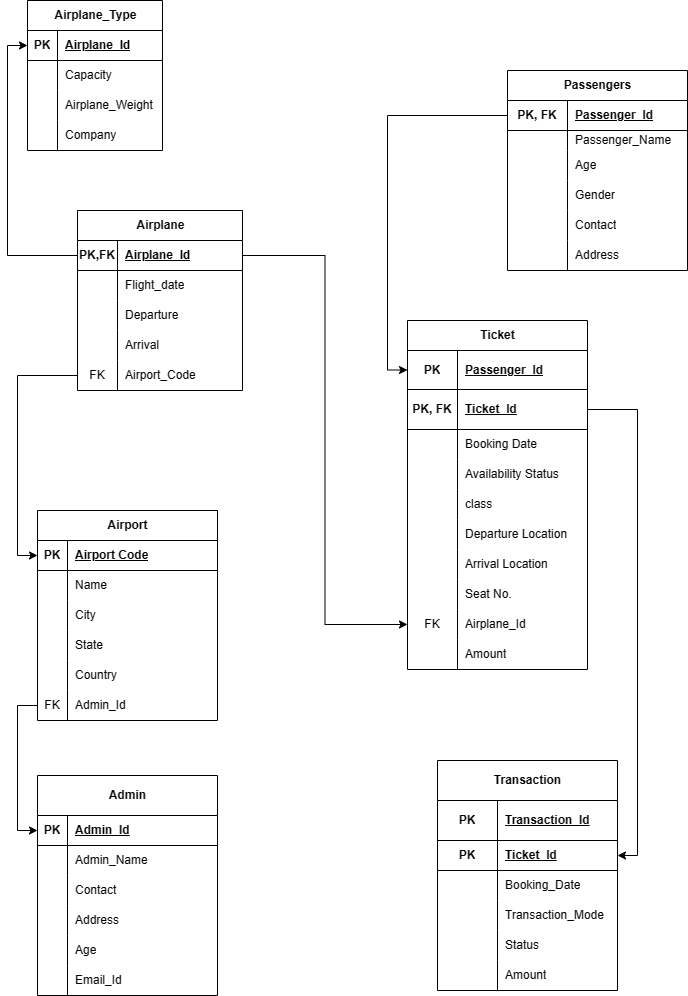 Airplane_Type
PK Airplane_Id
Capacity
Airplane_Weight
Company
Passengers
PK, FK Passenger_Id
Passenger_Name
Age
Gender
Contact
Address
Airplane
PK,FK Airplane_Id
Flight_date
Departure
Arrival
FK Airport_Code
Ticket
PK Passenger_Id
PK, FK Ticket_Id
Booking Date
Availability Status
class
Departure Location
Arrival Location
Seat No.
FK Airplane_Id
Amount
Airport
PK Airport Code
Name
City
State
Country
FK Admin_Id
Admin
PK Admin_Id
Admin_Name
Contact
Address
Age
Email_Id
Transaction
PK Transaction_Id
PK Ticket_Id
Booking_Date
Transaction_Mode
Status
Amount